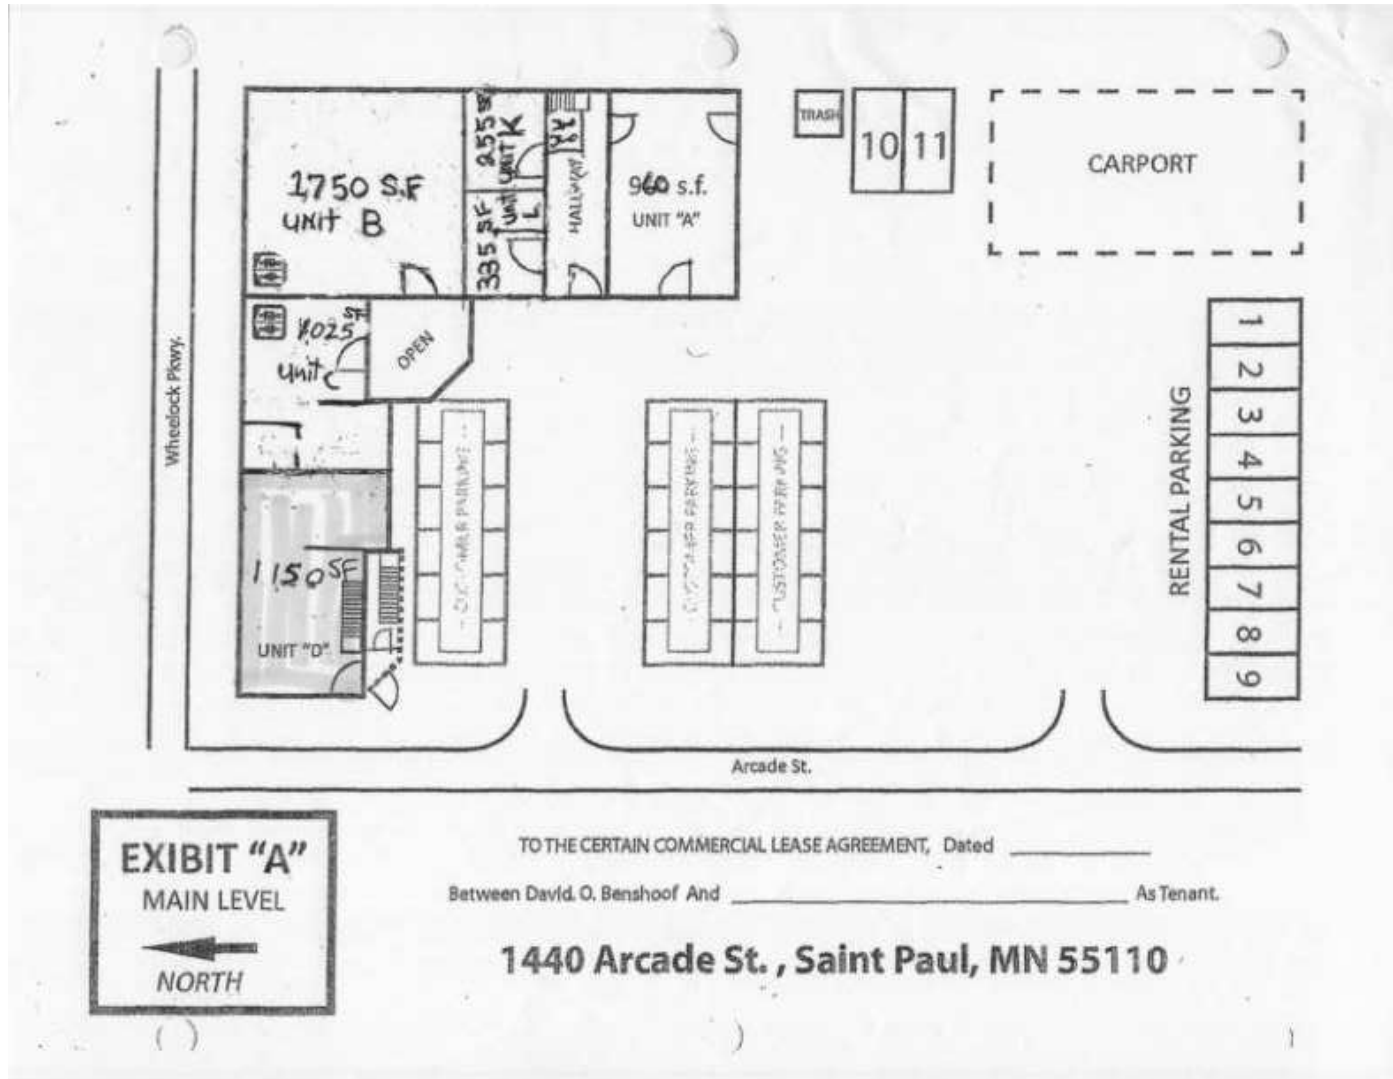 1750 S.F
unit B
255 SF
unit K
335 S.F
unit L
HALLWAY
960 s.f.
UNIT "A"
TRASH
10 11
CARPORT
1025 SF
unit C
OPEN
Wheelock Pkwy.
CUSTOMER PARKING
CUSTOMER PARKING
CUSTOMER PARKING
RENTAL PARKING
1
2
3
4
5
6
7
8
9
1150 SF
UNIT "D"
Arcade St.
EXIBIT "A"
MAIN LEVEL
NORTH
TO THE CERTAIN COMMERCIAL LEASE AGREEMENT, Dated
Between David. O. Benshoof And As Tenant.
1440 Arcade St. , Saint Paul, MN 55110